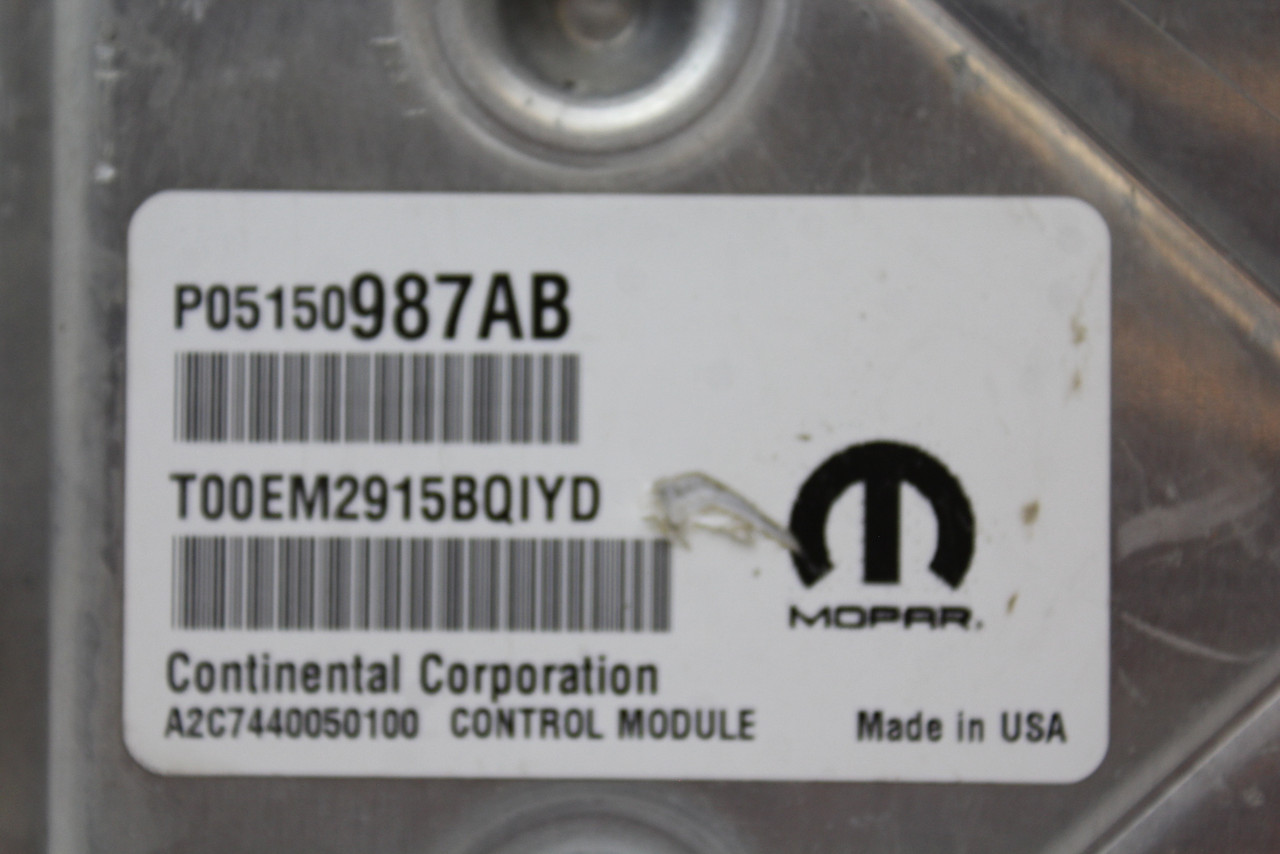 P05150987AB
T00EM2915BQIYD
MOPAR.
Continental Corporation
A2C7440050100 CONTROL MODULE Made in USA